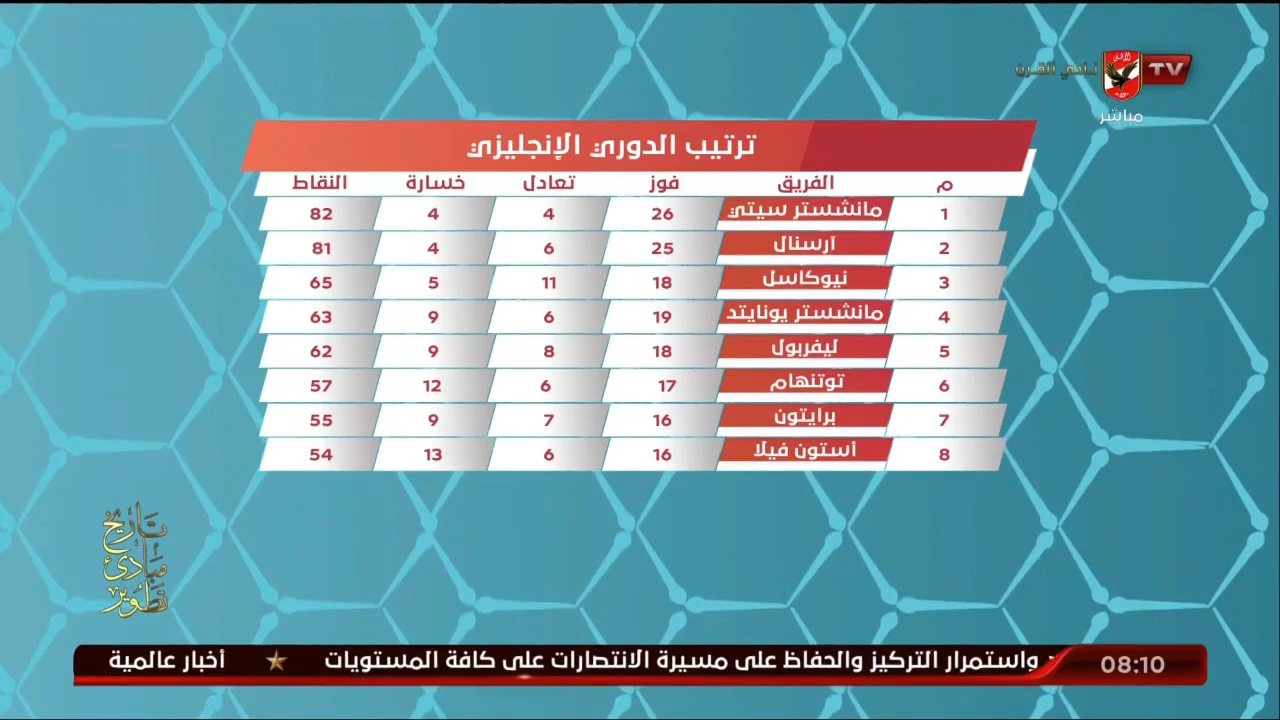 نادي القرن TV
مباشر
ترتيب الدوري الإنجليزي
م الفريق فوز تعادل خسارة النقاط
1 مانشستر سيتي 26 4 4 82
2 آرسنال 25 6 4 81
3 نيوكاسل 18 11 5 65
4 مانشستر يونايتد 19 6 9 63
5 ليفربول 18 8 9 62
6 توتنهام 17 6 12 57
7 برايتون 16 7 9 55
8 أستون فيلا 16 6 13 54
تاريخ
مبادئ
تطوير
08:10 واستمرار التركيز والحفاظ على مسيرة الانتصارات على كافة المستويات أخبار عالمية